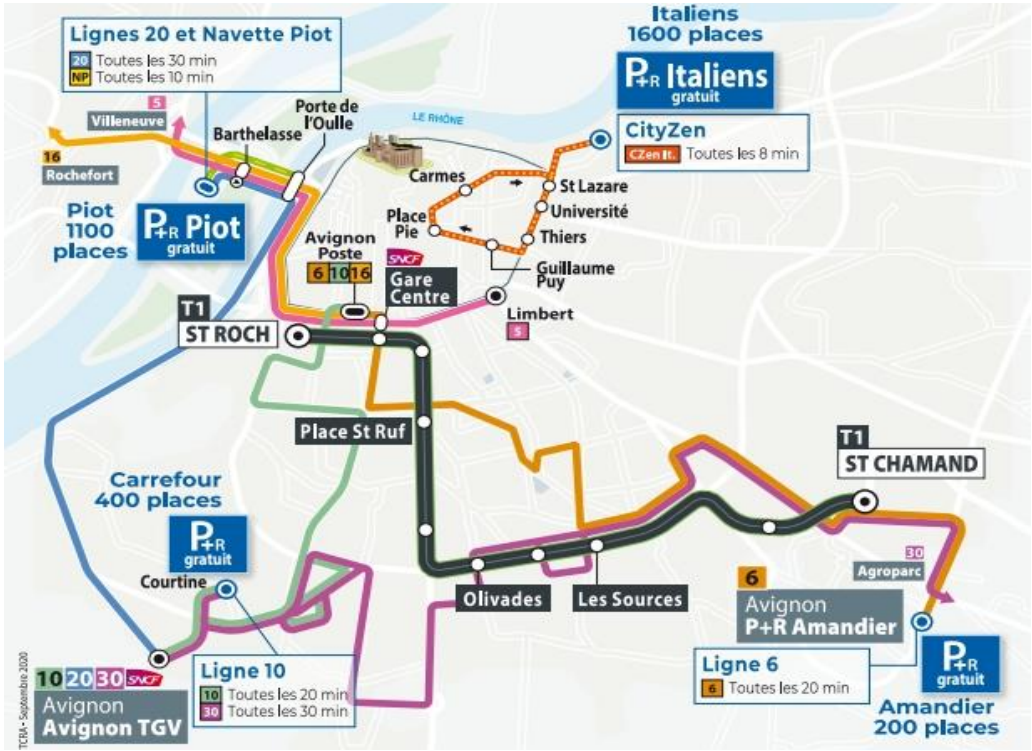 Lignes 20 et Navette Piot
20 Toutes les 30 min
NP Toutes les 10 min
Italiens
1600 places
P+R Italiens
gratuit
CityZen
CZen It. Toutes les 8 min
5
Villeneuve
Barthelasse
Porte de
l'Oulle
LE RHÔNE
16
Rochefort
Piot
1100
places
P+R Piot
gratuit
Carmes
St Lazare
Université
Place
Pie
Thiers
Guillaume
Puy
Avignon
Poste
6 10 16
SNCF
Gare
Centre
Limbert
5
T1
ST ROCH
Place St Ruf
T1
ST CHAMAND
Carrefour
400 places
P+R
gratuit
Courtine
Olivades
Les Sources
30
Agroparc
6
Avignon
P+R Amandier
Ligne 10
10 Toutes les 20 min
30 Toutes les 30 min
Ligne 6
6 Toutes les 20 min
P+R
gratuit
Amandier
200 places
10 20 30 SNCF
Avignon
Avignon TGV
TCRA - Septembre 2020